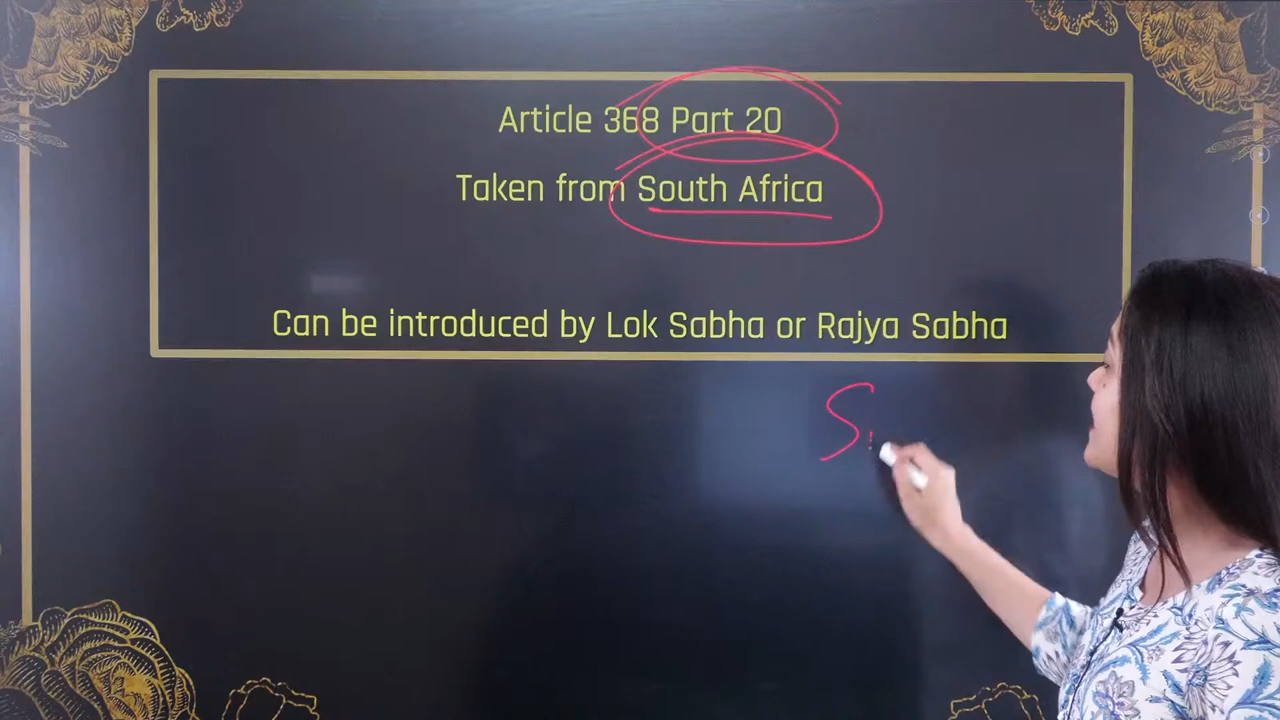 Article 368 Part 20
Taken from South Africa
Can be introduced by Lok Sabha or Rajya Sabha
S